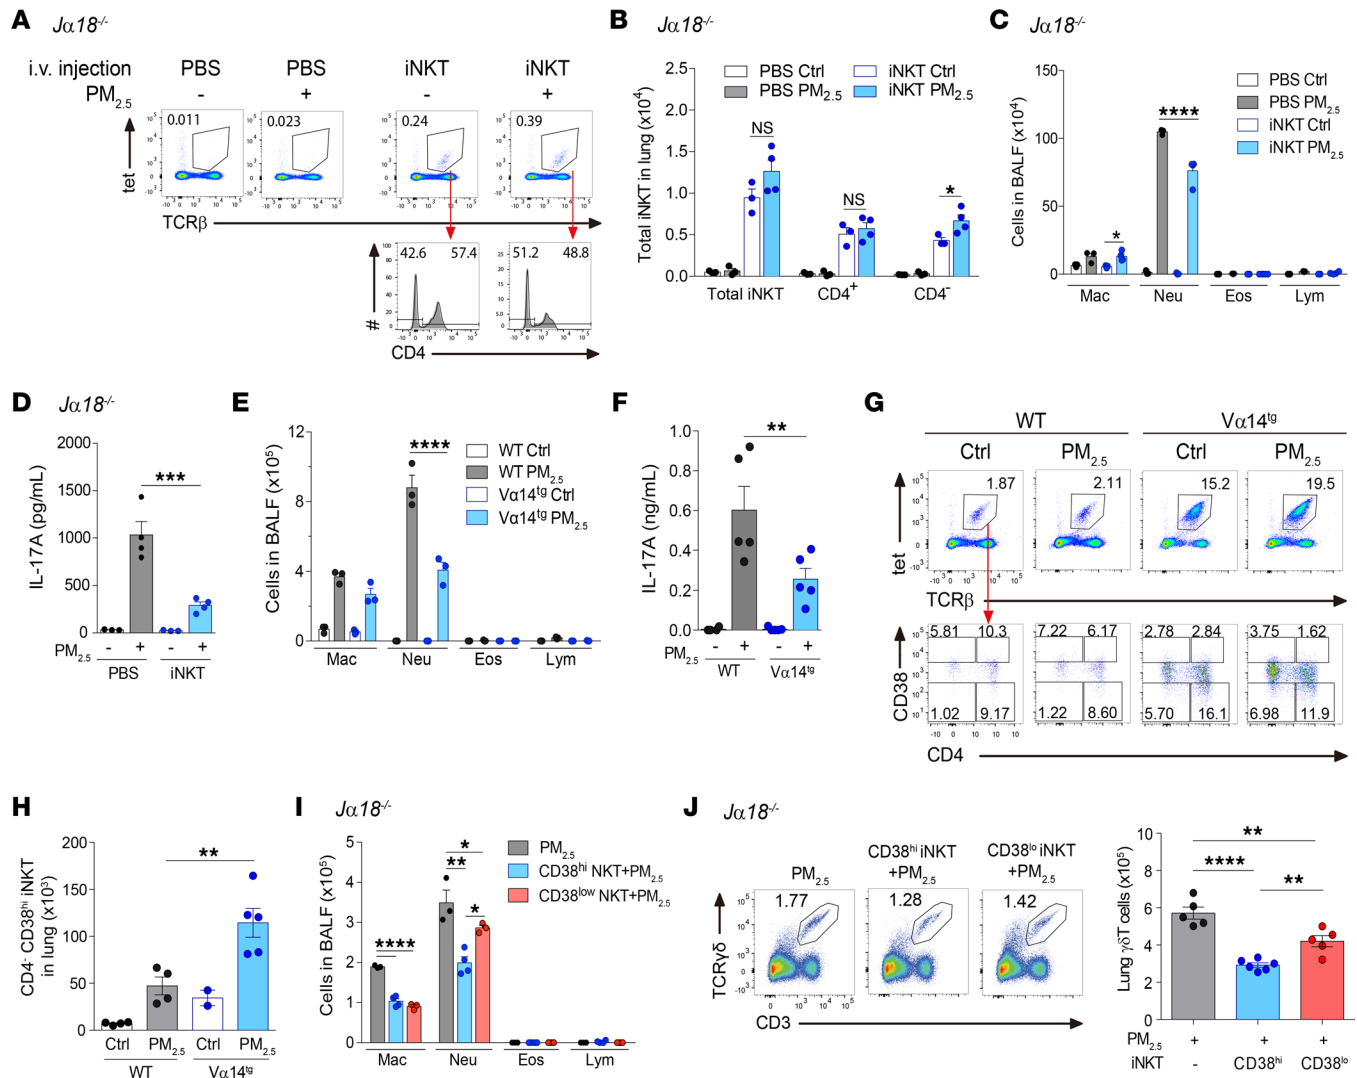 A Jα18-/-
i.v. injection PBS PBS iNKT iNKT
PM2.5 - + - +
0.011 0.023 0.24 0.39
tet
TCRβ
42.6 57.4 51.2 48.8
#
CD4
B Jα18-/-
PBS Ctrl iNKT Ctrl
PBS PM2.5 iNKT PM2.5
Total iNKT in lung (x10⁴)
2.5
2.0
1.5
1.0
0.5
0.0
NS NS *
Total iNKT CD4+ CD4-
C Jα18-/-
Cells in BALF (x10⁴)
150
100
50
0
* ****
PBS Ctrl
PBS PM2.5
iNKT Ctrl
iNKT PM2.5
Mac Neu Eos Lym
D Jα18-/-
IL-17A (pg/mL)
2000
1500
1000
500
0
***
PM2.5 - + - +
PBS iNKT
E
Cells in BALF (x10⁵)
12
8
4
0
****
WT Ctrl
WT PM2.5
Vα14tg Ctrl
Vα14tg PM2.5
Mac Neu Eos Lym
F
IL-17A (ng/mL)
1.0
0.8
0.6
0.4
0.2
0.0
**
PM2.5 - + - +
WT Vα14tg
G WT Vα14tg
Ctrl PM2.5 Ctrl PM2.5
1.87 2.11 15.2 19.5
tet
TCRβ
5.81 10.3 7.22 6.17 2.78 2.84 3.75 1.62
CD38
1.02 9.17 1.22 8.60 5.70 16.1 6.98 11.9
CD4
H
CD4- CD38hi iNKT
in lung (x10³)
200
150
100
50
0
**
Ctrl PM2.5 Ctrl PM2.5
WT Vα14tg
I Jα18-/-
Cells in BALF (x10⁵)
5
4
3
2
1
0
**** ** * *
PM2.5
CD38hi NKT+PM2.5
CD38low NKT+PM2.5
Mac Neu Eos Lym
J Jα18-/-
PM2.5 CD38hi iNKT +PM2.5 CD38lo iNKT +PM2.5
1.77 1.28 1.42
TCRγδ
CD3
Lung γδT cells (x10⁵)
10
8
6
4
2
0
**
****
**
PM2.5 + + +
iNKT - CD38hi CD38lo